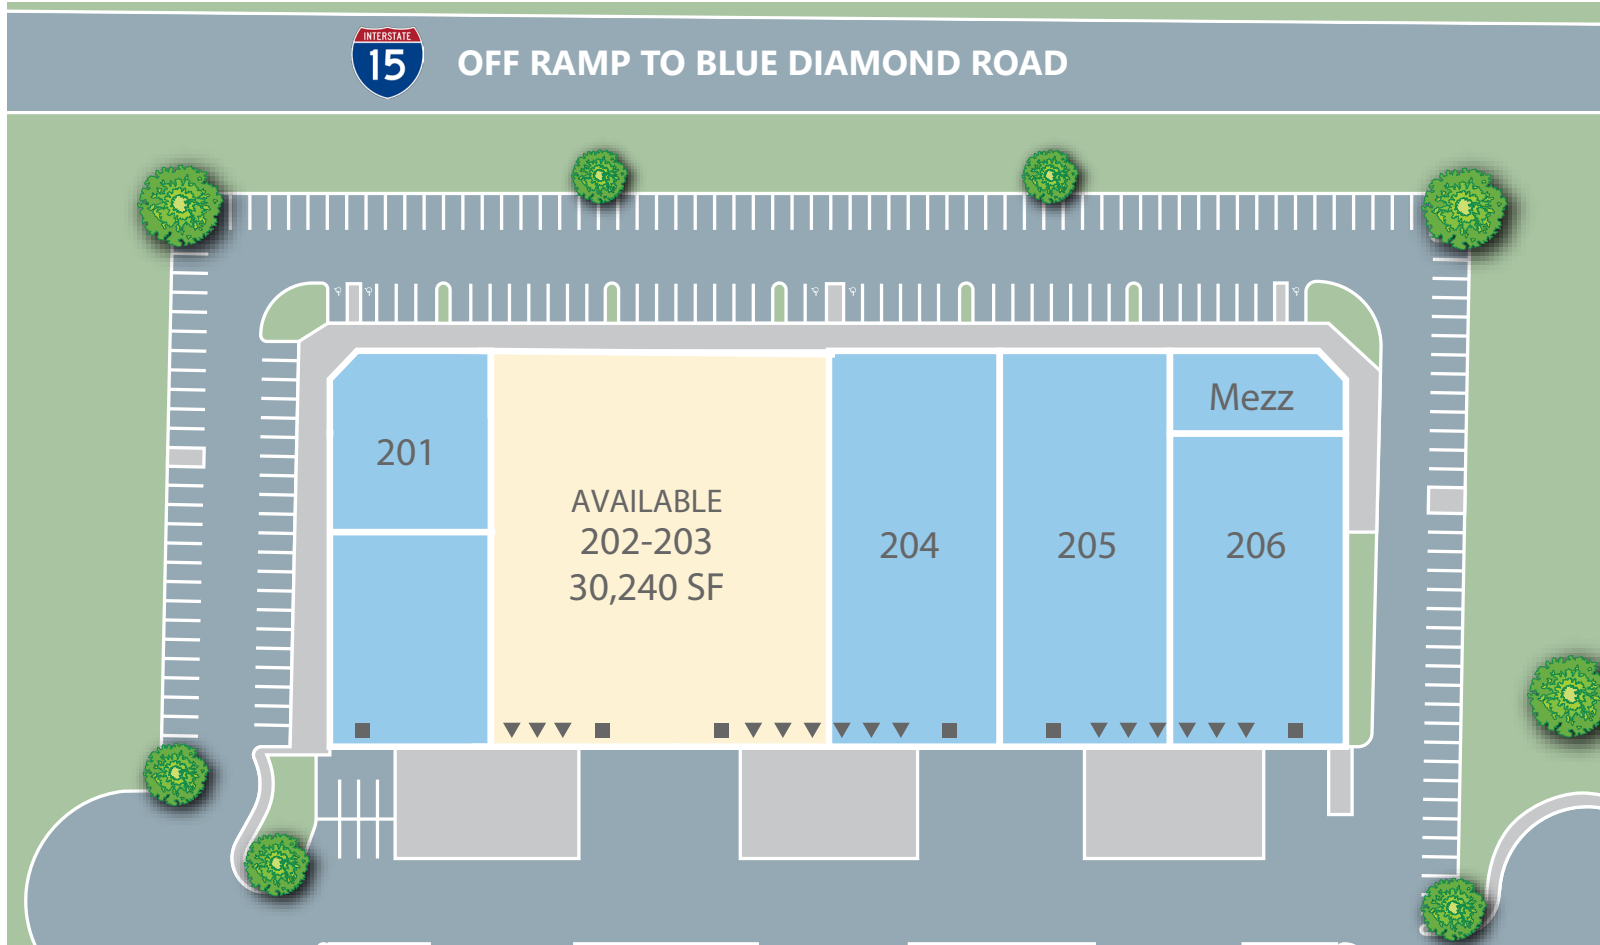 INTERSTATE
15
OFF RAMP TO BLUE DIAMOND ROAD
Mezz
201
AVAILABLE
202-203
30,240 SF
204
205
206